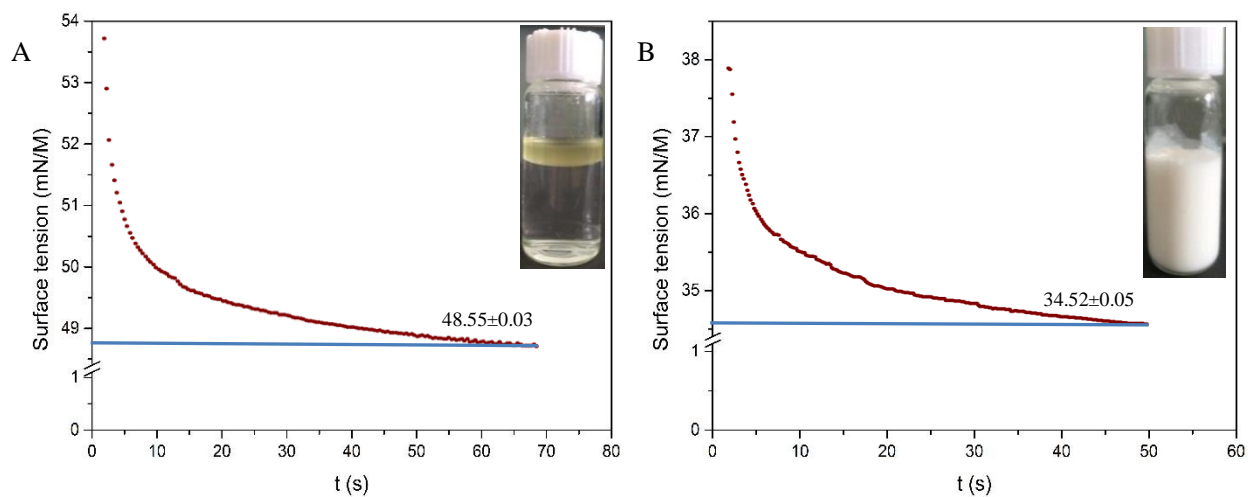 A
Surface tension (mN/M)
54
53
52
51
50
49
1
0
48.55±0.03
0 10 20 30 40 50 60 70 80
t (s)
B
Surface tension (mN/M)
38
37
36
35
1
0
34.52±0.05
0 10 20 30 40 50 60
t (s)